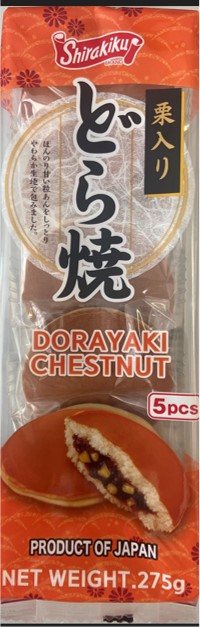 Shirakiku
栗入り
どら焼
ほんのり甘い粒あんをしっとり
やわらか生地で包みました。
DORAYAKI
CHESTNUT
5pcs
PRODUCT OF JAPAN
NET WEIGHT.275g